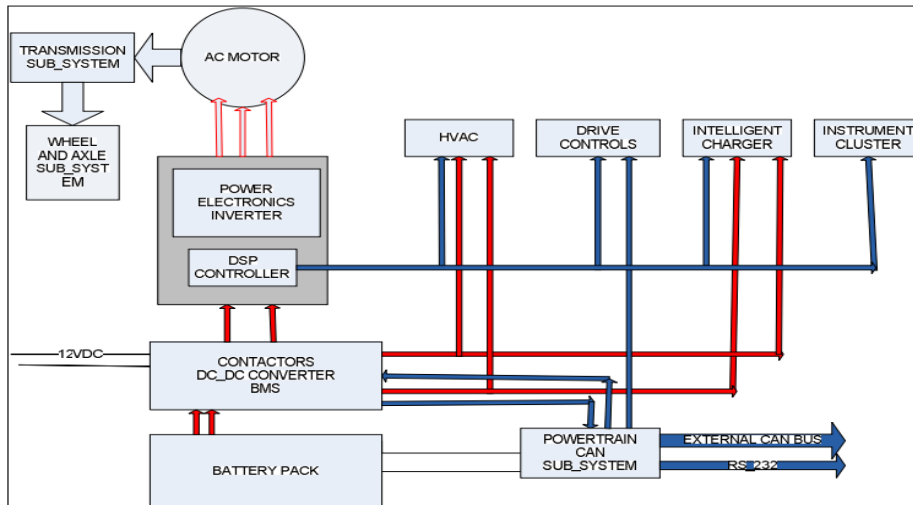 TRANSMISSION
SUB_SYSTEM
AC MOTOR
WHEEL
AND AXLE
SUB_SYST
EM
HVAC
DRIVE
CONTROLS
INTELLIGENT
CHARGER
INSTRUMENT
CLUSTER
POWER
ELECTRONICS
INVERTER
DSP
CONTROLLER
12VDC
CONTACTORS
DC_DC CONVERTER
BMS
BATTERY PACK
POWERTRAIN
CAN
SUB_SYSTEM
EXTERNAL CAN BUS
RS_232